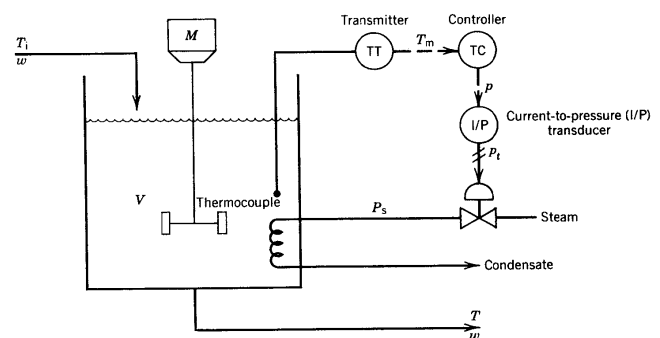 Transmitter
Controller
T_i
w
M
TT
T_m
TC
p
I/P
Current-to-pressure (I/P)
transducer
p_t
V
Thermocouple
P_s
Steam
Condensate
T
w